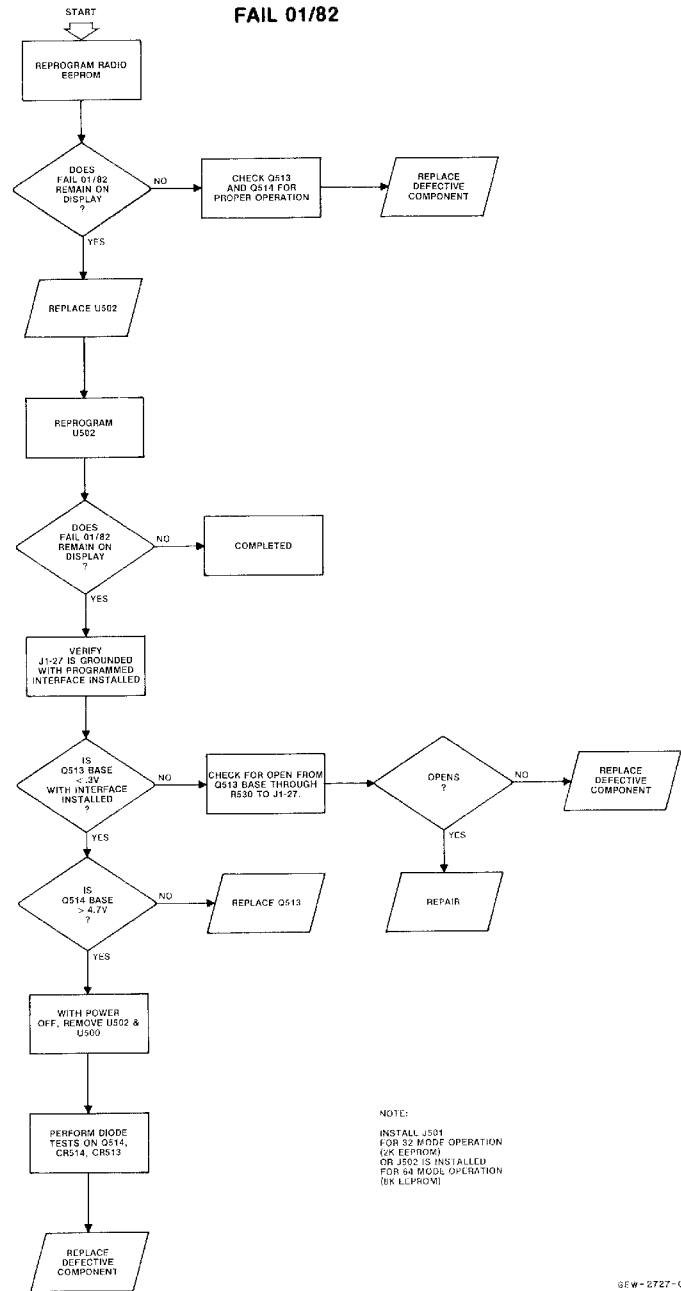 FAIL 01/82
START
REPROGRAM RADIO
EEPROM
DOES
FAIL 01/82
REMAIN ON
DISPLAY
?
NO
CHECK Q513
AND Q514 FOR
PROPER OPERATION
REPLACE
DEFECTIVE
COMPONENT
YES
REPLACE U502
REPROGRAM
U502
DOES
FAIL 01/82
REMAIN ON
DISPLAY
?
NO
COMPLETED
YES
VERIFY
J1-27 IS GROUNDED
WITH PROGRAMMED
INTERFACE INSTALLED
IS
Q513 BASE
< .3V
WITH INTERFACE
INSTALLED
?
NO
CHECK FOR OPEN FROM
Q513 BASE THROUGH
R530 TO J1-27.
OPENS
?
NO
REPLACE
DEFECTIVE
COMPONENT
YES
REPAIR
YES
IS
Q514 BASE
> 4.7V
?
NO
REPLACE Q513
YES
WITH POWER
OFF, REMOVE U502 &
U500
PERFORM DIODE
TESTS ON Q514,
CR514, CR513
REPLACE
DEFECTIVE
COMPONENT
NOTE:
INSTALL J501
FOR 32 MODE OPERATION
(2K EEPROM)
OR J502 IS INSTALLED
FOR 64 MODE OPERATION
(8K EEPROM)